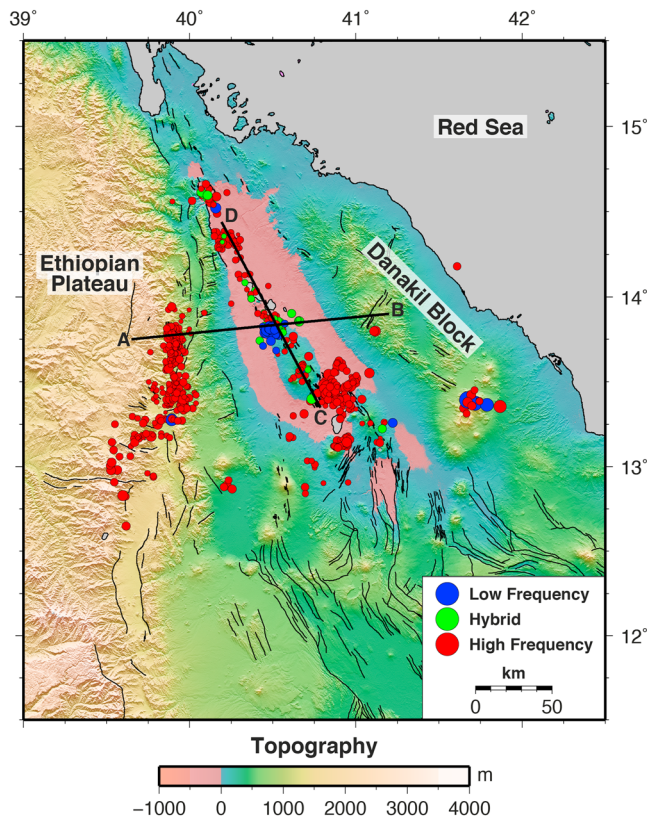 39° 40° 41° 42°
15°
Red Sea
D
Ethiopian
Plateau
Danakil Block
14°
B
A
C
13°
Low Frequency
Hybrid
High Frequency
12°
km
0 50
Topography
m
−1000 0 1000 2000 3000 4000